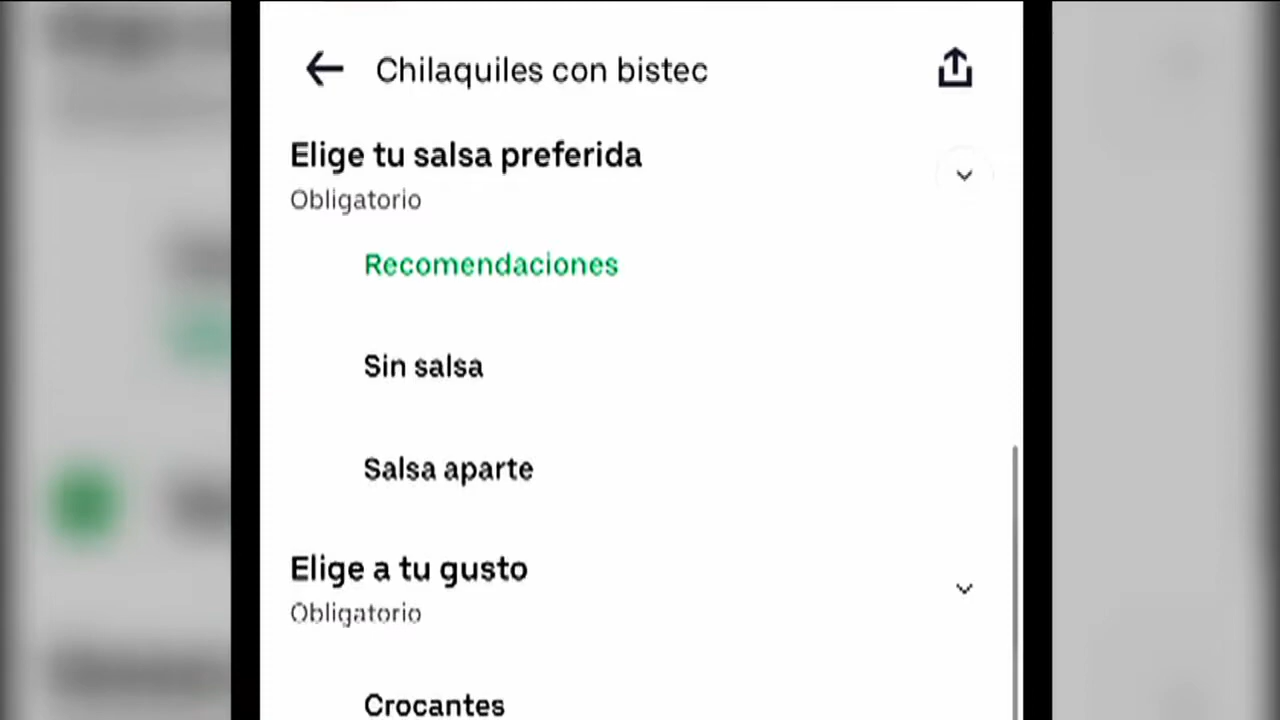 Chilaquiles con bistec
Elige tu salsa preferida
Obligatorio
Recomendaciones
Sin salsa
Salsa aparte
Elige a tu gusto
Obligatorio
Crocantes